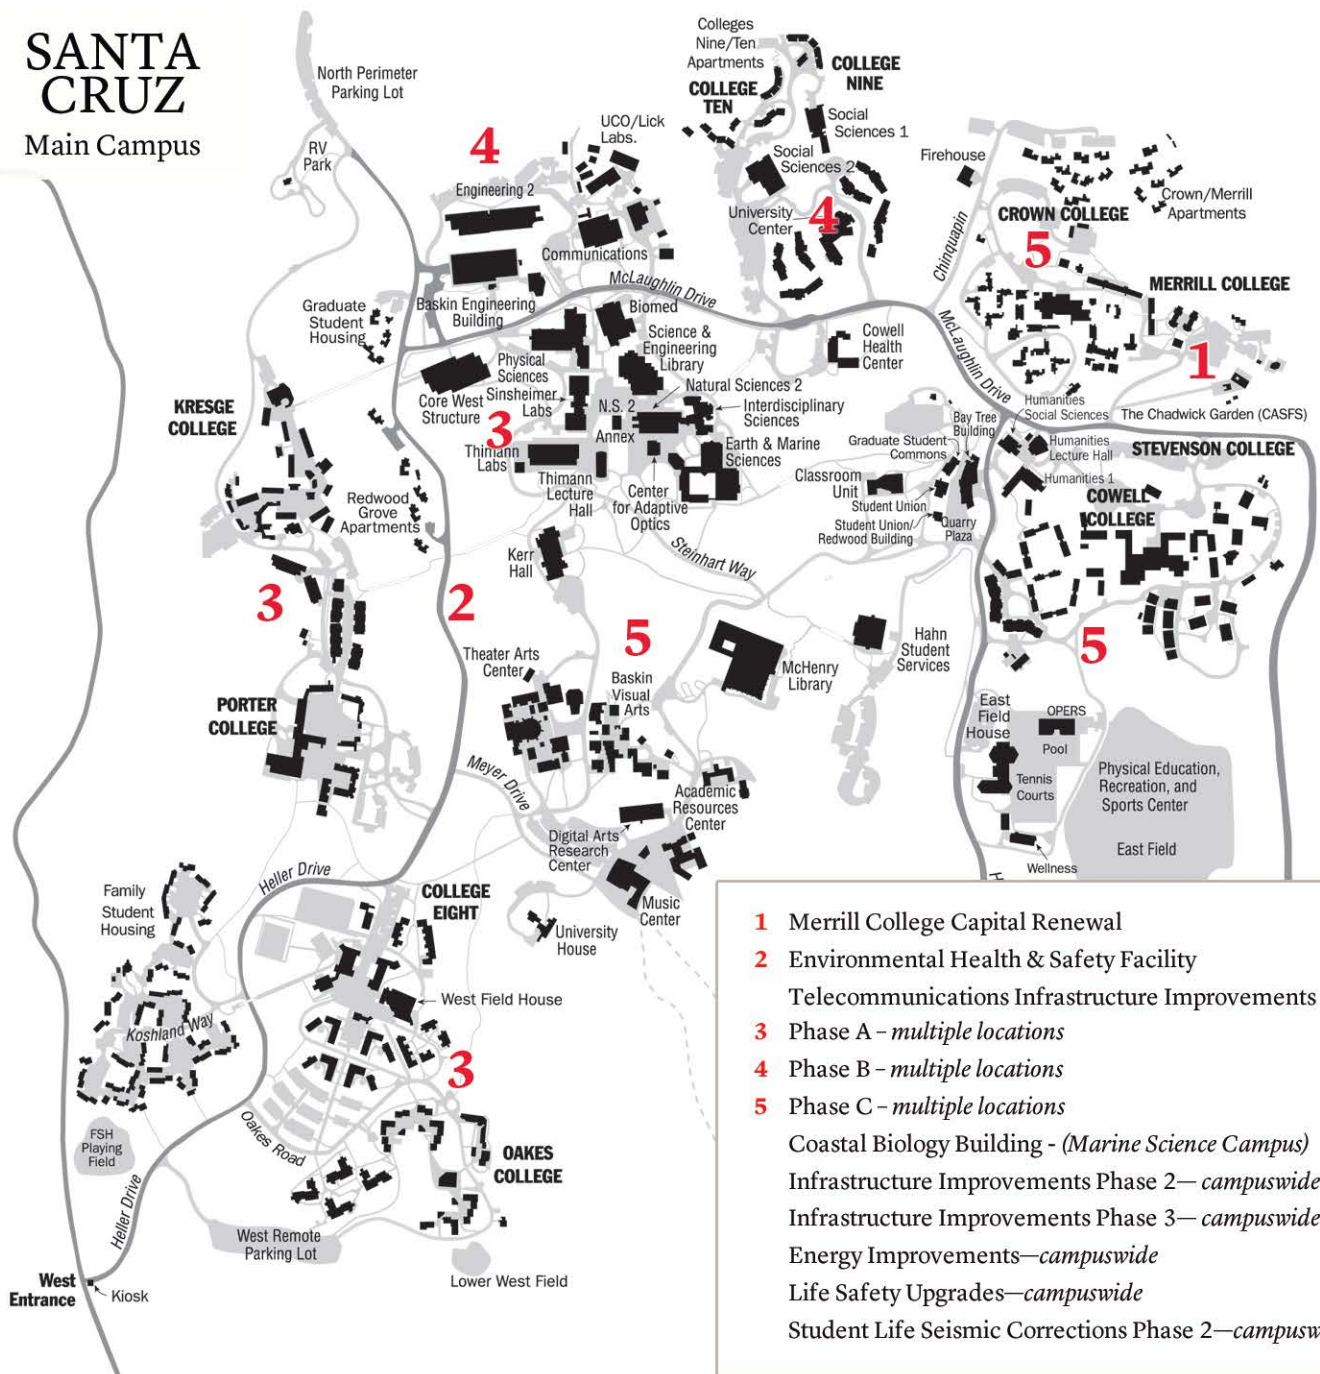 SANTA
CRUZ
Main Campus
North Perimeter
Parking Lot
RV
Park
4
UCO/Lick
Labs.
Engineering 2
Communications
McLaughlin Drive
Baskin Engineering
Building
Colleges
Nine/Ten
Apartments
COLLEGE
NINE
COLLEGE
TEN
Social
Sciences 1
Social
Sciences 2
University
Center
4
Firehouse
Chinquapin
Crown/Merrill
Apartments
CROWN COLLEGE
5
MERRILL COLLEGE
1
Graduate
Student
Housing
Biomed
Science &
Engineering
Library
Physical
Sciences
Core West
Structure
Sinsheimer
Labs
N.S. 2
Annex
Natural Sciences 2
Interdisciplinary
Sciences
Earth & Marine
Sciences
3
Thimann
Labs
Thimann
Lecture
Hall
Center
for Adaptive
Optics
Cowell
Health
Center
McLaughlin Drive
Humanities
Social Sciences
The Chadwick Garden (CASFS)
STEVENSON COLLEGE
Bay Tree
Building
Graduate Student
Commons
Humanities
Lecture Hall
Humanities 1
Classroom
Unit
Student Union
Student Union/
Redwood Building
Quarry
Plaza
COWELL
COLLEGE
5
KRESGE
COLLEGE
Redwood
Grove
Apartments
Kerr
Hall
Steinhart Way
3
2
5
Theater Arts
Center
Baskin
Visual
Arts
McHenry
Library
Hahn
Student
Services
PORTER
COLLEGE
East
Field
House
OPERS
Pool
Tennis
Courts
Physical Education,
Recreation, and
Sports Center
East Field
Wellness
H
Meyer Drive
Academic
Resources
Center
Digital Arts
Research
Center
Music
Center
University
House
Heller Drive
Family
Student
Housing
COLLEGE
EIGHT
West Field House
Koshland Way
3
FSH
Playing
Field
Oakes Road
OAKES
COLLEGE
Heller Drive
West Remote
Parking Lot
Lower West Field
West
Entrance
Kiosk
1 Merrill College Capital Renewal
2 Environmental Health & Safety Facility
Telecommunications Infrastructure Improvements
3 Phase A – multiple locations
4 Phase B – multiple locations
5 Phase C – multiple locations
Coastal Biology Building - (Marine Science Campus)
Infrastructure Improvements Phase 2— campuswide
Infrastructure Improvements Phase 3— campuswide
Energy Improvements—campuswide
Life Safety Upgrades—campuswide
Student Life Seismic Corrections Phase 2—campusw